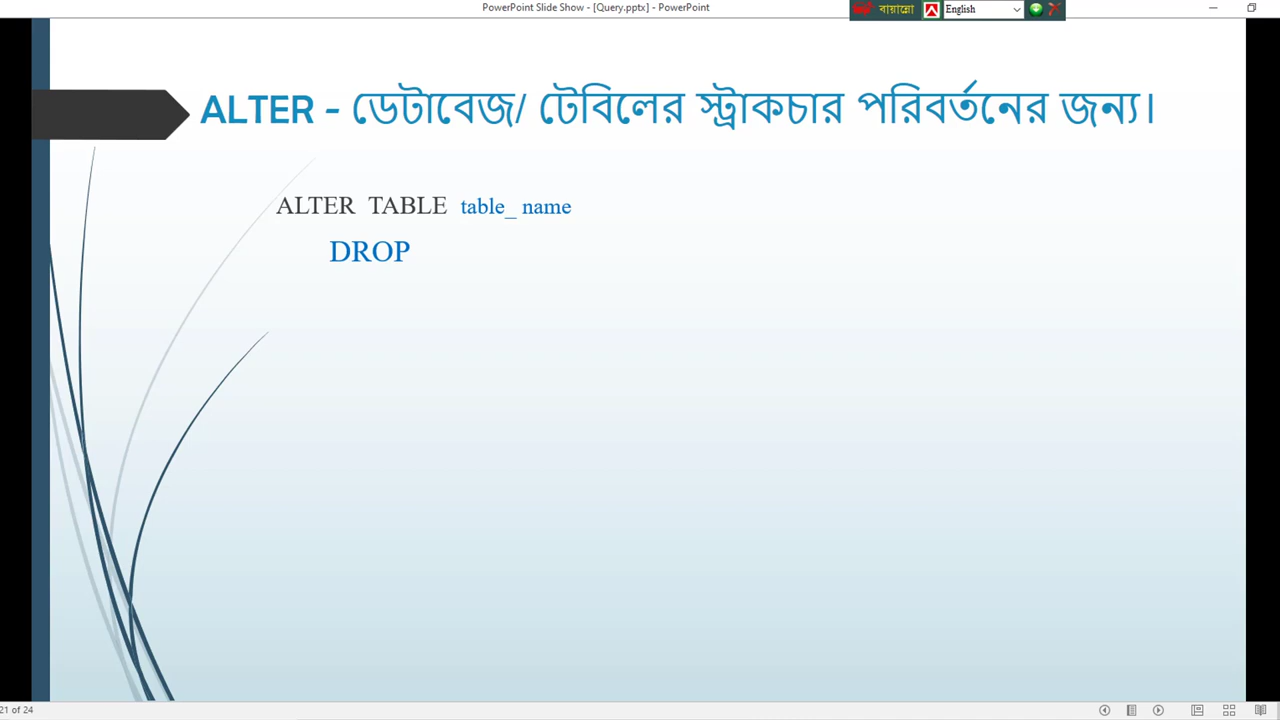 PowerPoint Slide Show - [Query.pptx] - PowerPoint
বায়ান্নো
English
ALTER - ডেটাবেজ/ টেবিলের স্ট্রাকচার পরিবর্তনের জন্য।
ALTER TABLE table_ name
DROP
21 of 24